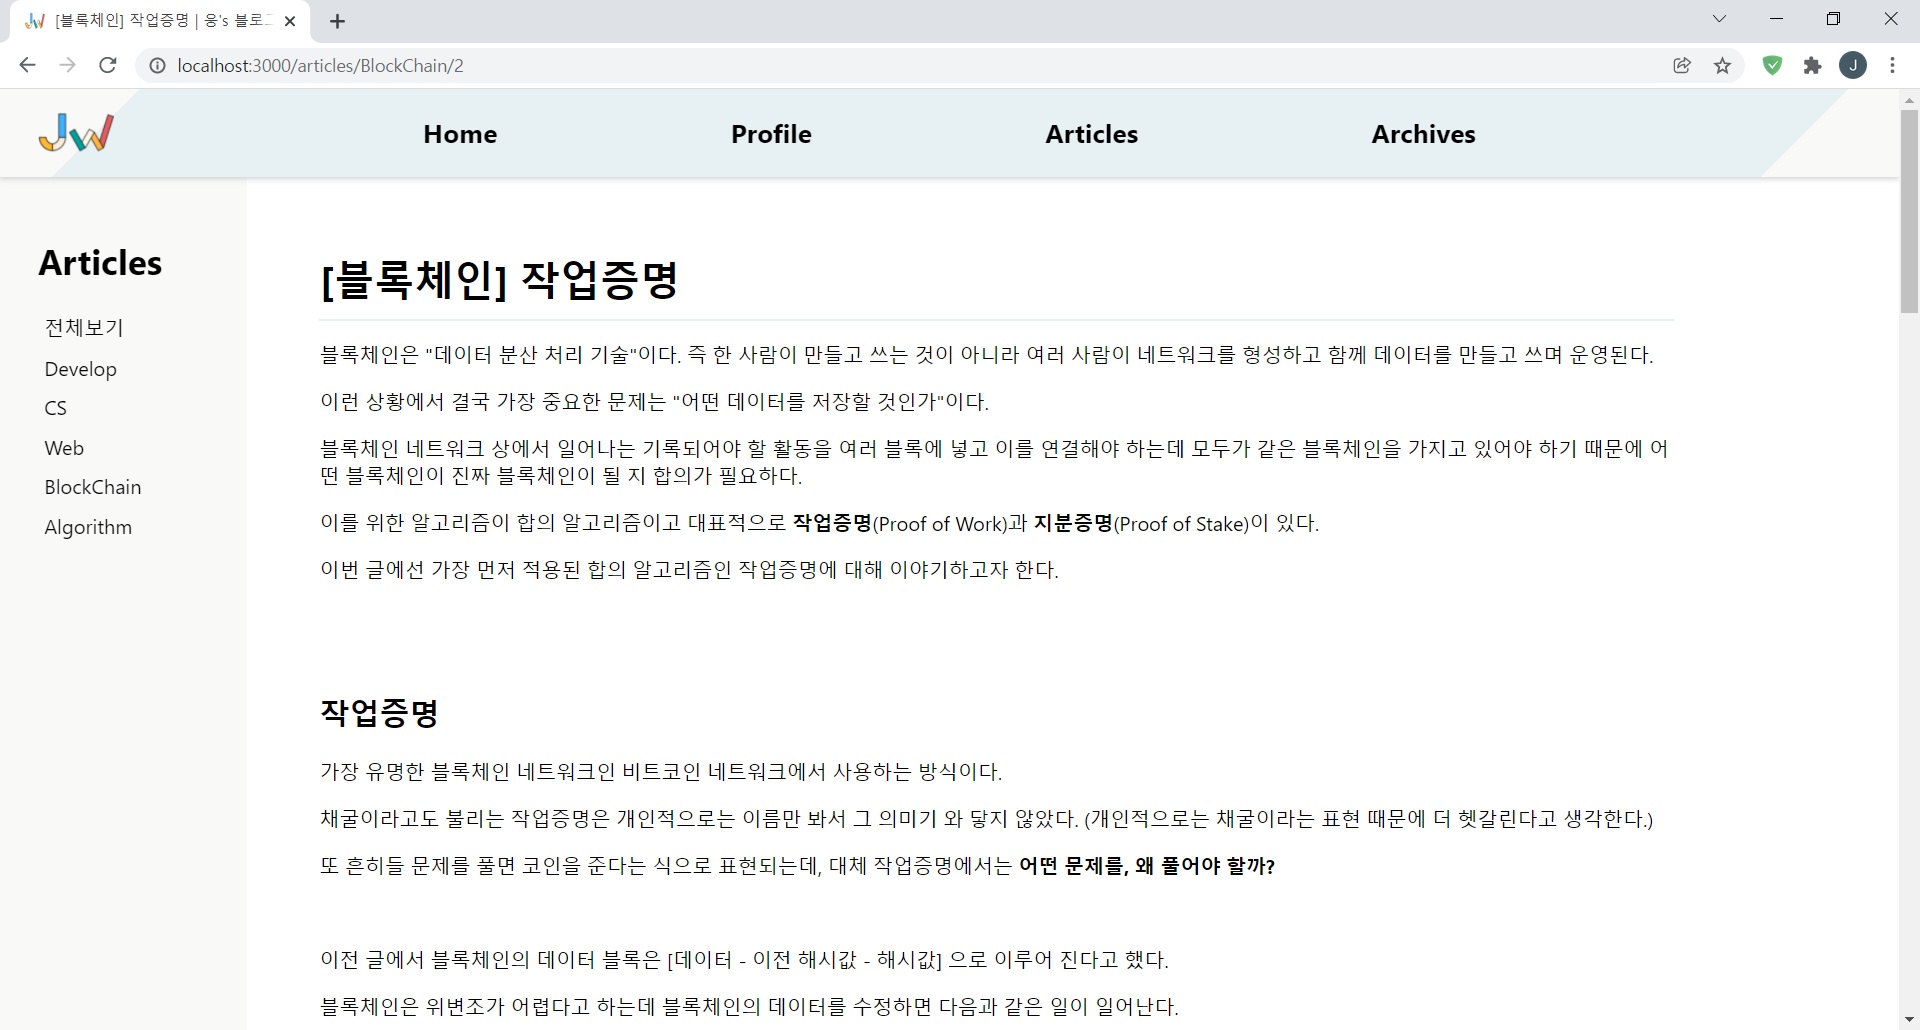 [블록체인] 작업증명 | 웅's 블로그
localhost:3000/articles/BlockChain/2
J
JW
Home
Profile
Articles
Archives
Articles
전체보기
Develop
CS
Web
BlockChain
Algorithm
[블록체인] 작업증명
블록체인은 "데이터 분산 처리 기술"이다. 즉 한 사람이 만들고 쓰는 것이 아니라 여러 사람이 네트워크를 형성하고 함께 데이터를 만들고 쓰며 운영된다.
이런 상황에서 결국 가장 중요한 문제는 "어떤 데이터를 저장할 것인가"이다.
블록체인 네트워크 상에서 일어나는 기록되어야 할 활동을 여러 블록에 넣고 이를 연결해야 하는데 모두가 같은 블록체인을 가지고 있어야 하기 때문에 어
떤 블록체인이 진짜 블록체인이 될 지 합의가 필요하다.
이를 위한 알고리즘이 합의 알고리즘이고 대표적으로 작업증명(Proof of Work)과 지분증명(Proof of Stake)이 있다.
이번 글에선 가장 먼저 적용된 합의 알고리즘인 작업증명에 대해 이야기하고자 한다.
작업증명
가장 유명한 블록체인 네트워크인 비트코인 네트워크에서 사용하는 방식이다.
채굴이라고도 불리는 작업증명은 개인적으로는 이름만 봐서 그 의미기 와 닿지 않았다. (개인적으로는 채굴이라는 표현 때문에 더 헷갈린다고 생각한다.)
또 흔히들 문제를 풀면 코인을 준다는 식으로 표현되는데, 대체 작업증명에서는 어떤 문제를, 왜 풀어야 할까?
이전 글에서 블록체인의 데이터 블록은 [데이터 - 이전 해시값 - 해시값] 으로 이루어 진다고 했다.
블록체인은 위변조가 어렵다고 하는데 블록체인의 데이터를 수정하면 다음과 같은 일이 일어난다.